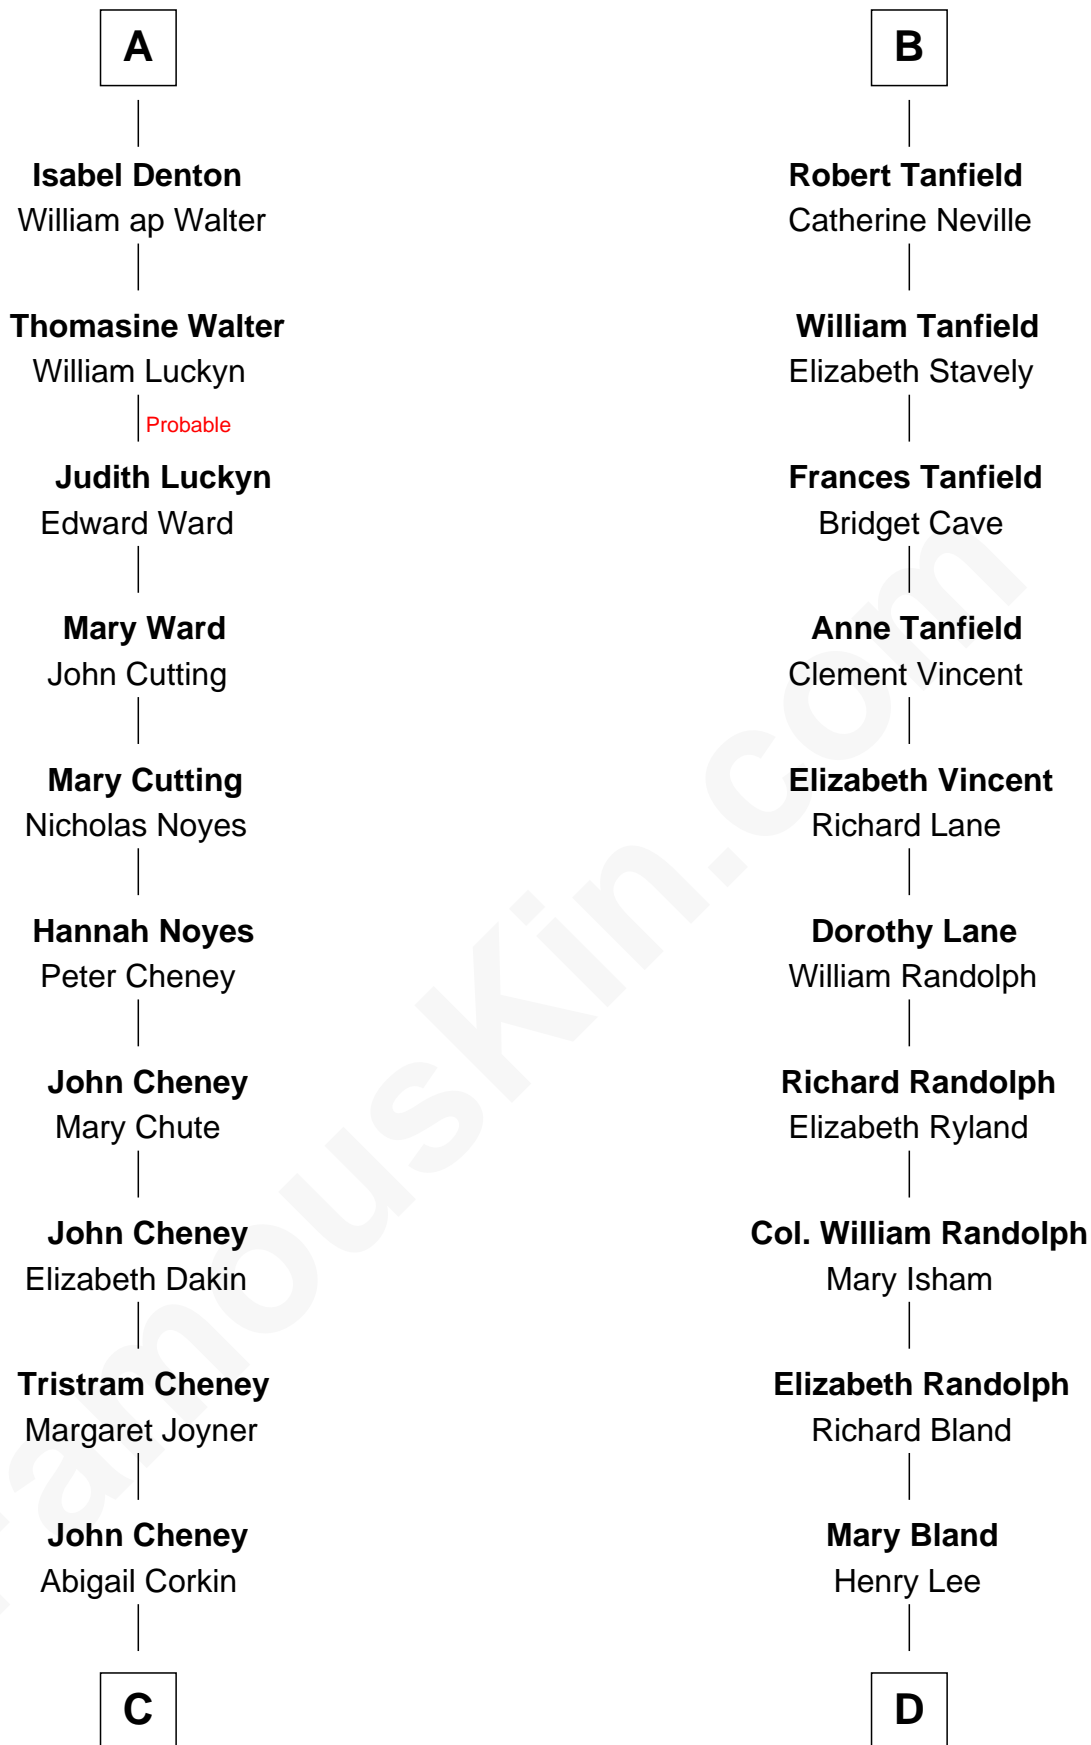 A
Isabel Denton
William ap Walter
Thomasine Walter
William Luckyn
Probable
Judith Luckyn
Edward Ward
Mary Ward
John Cutting
Mary Cutting
Nicholas Noyes
Hannah Noyes
Peter Cheney
John Cheney
Mary Chute
John Cheney
Elizabeth Dakin
Tristram Cheney
Margaret Joyner
John Cheney
Abigail Corkin
C
B
Robert Tanfield
Catherine Neville
William Tanfield
Elizabeth Stavely
Frances Tanfield
Bridget Cave
Anne Tanfield
Clement Vincent
Elizabeth Vincent
Richard Lane
Dorothy Lane
William Randolph
Richard Randolph
Elizabeth Ryland
Col. William Randolph
Mary Isham
Elizabeth Randolph
Richard Bland
Mary Bland
Henry Lee
D
FamousKin.com